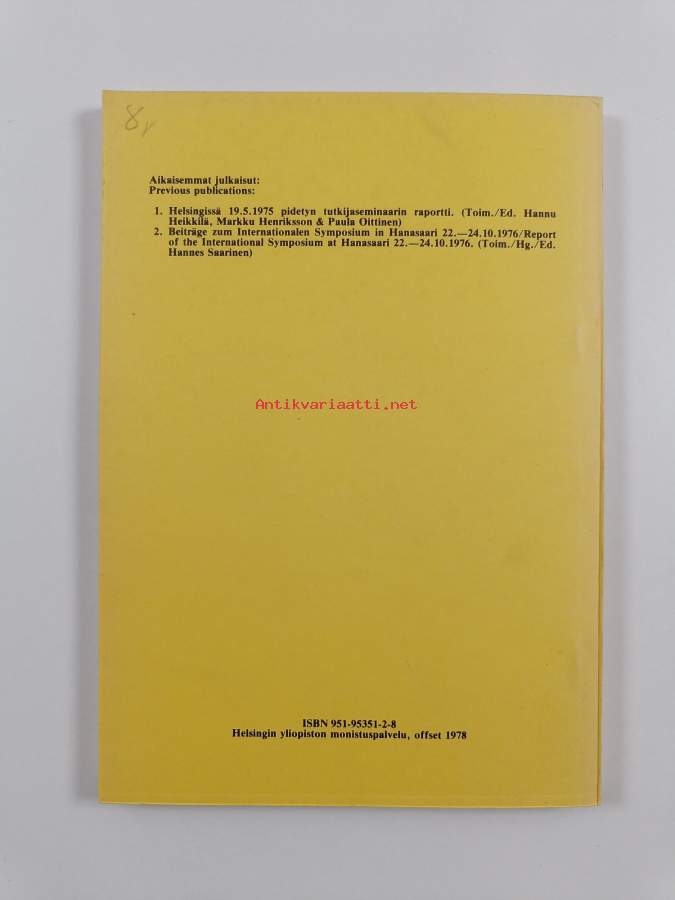 8,
Aikaisemmat julkaisut:
Previous publications:
1. Helsingissä 19.5.1975 pidetyn tutkijaseminaarin raportti. (Toim./Ed. Hannu
Heikkilä, Markku Henriksson & Paula Oittinen)
2. Beiträge zum Internationalen Symposium in Hanasaari 22.—24.10.1976/Report
of the International Symposium at Hanasaari 22.—24.10.1976. (Toim./Hg./Ed.
Hannes Saarinen)
Antikvariaatti.net
ISBN 951-95351-2-8
Helsingin yliopiston monistuspalvelu, offset 1978